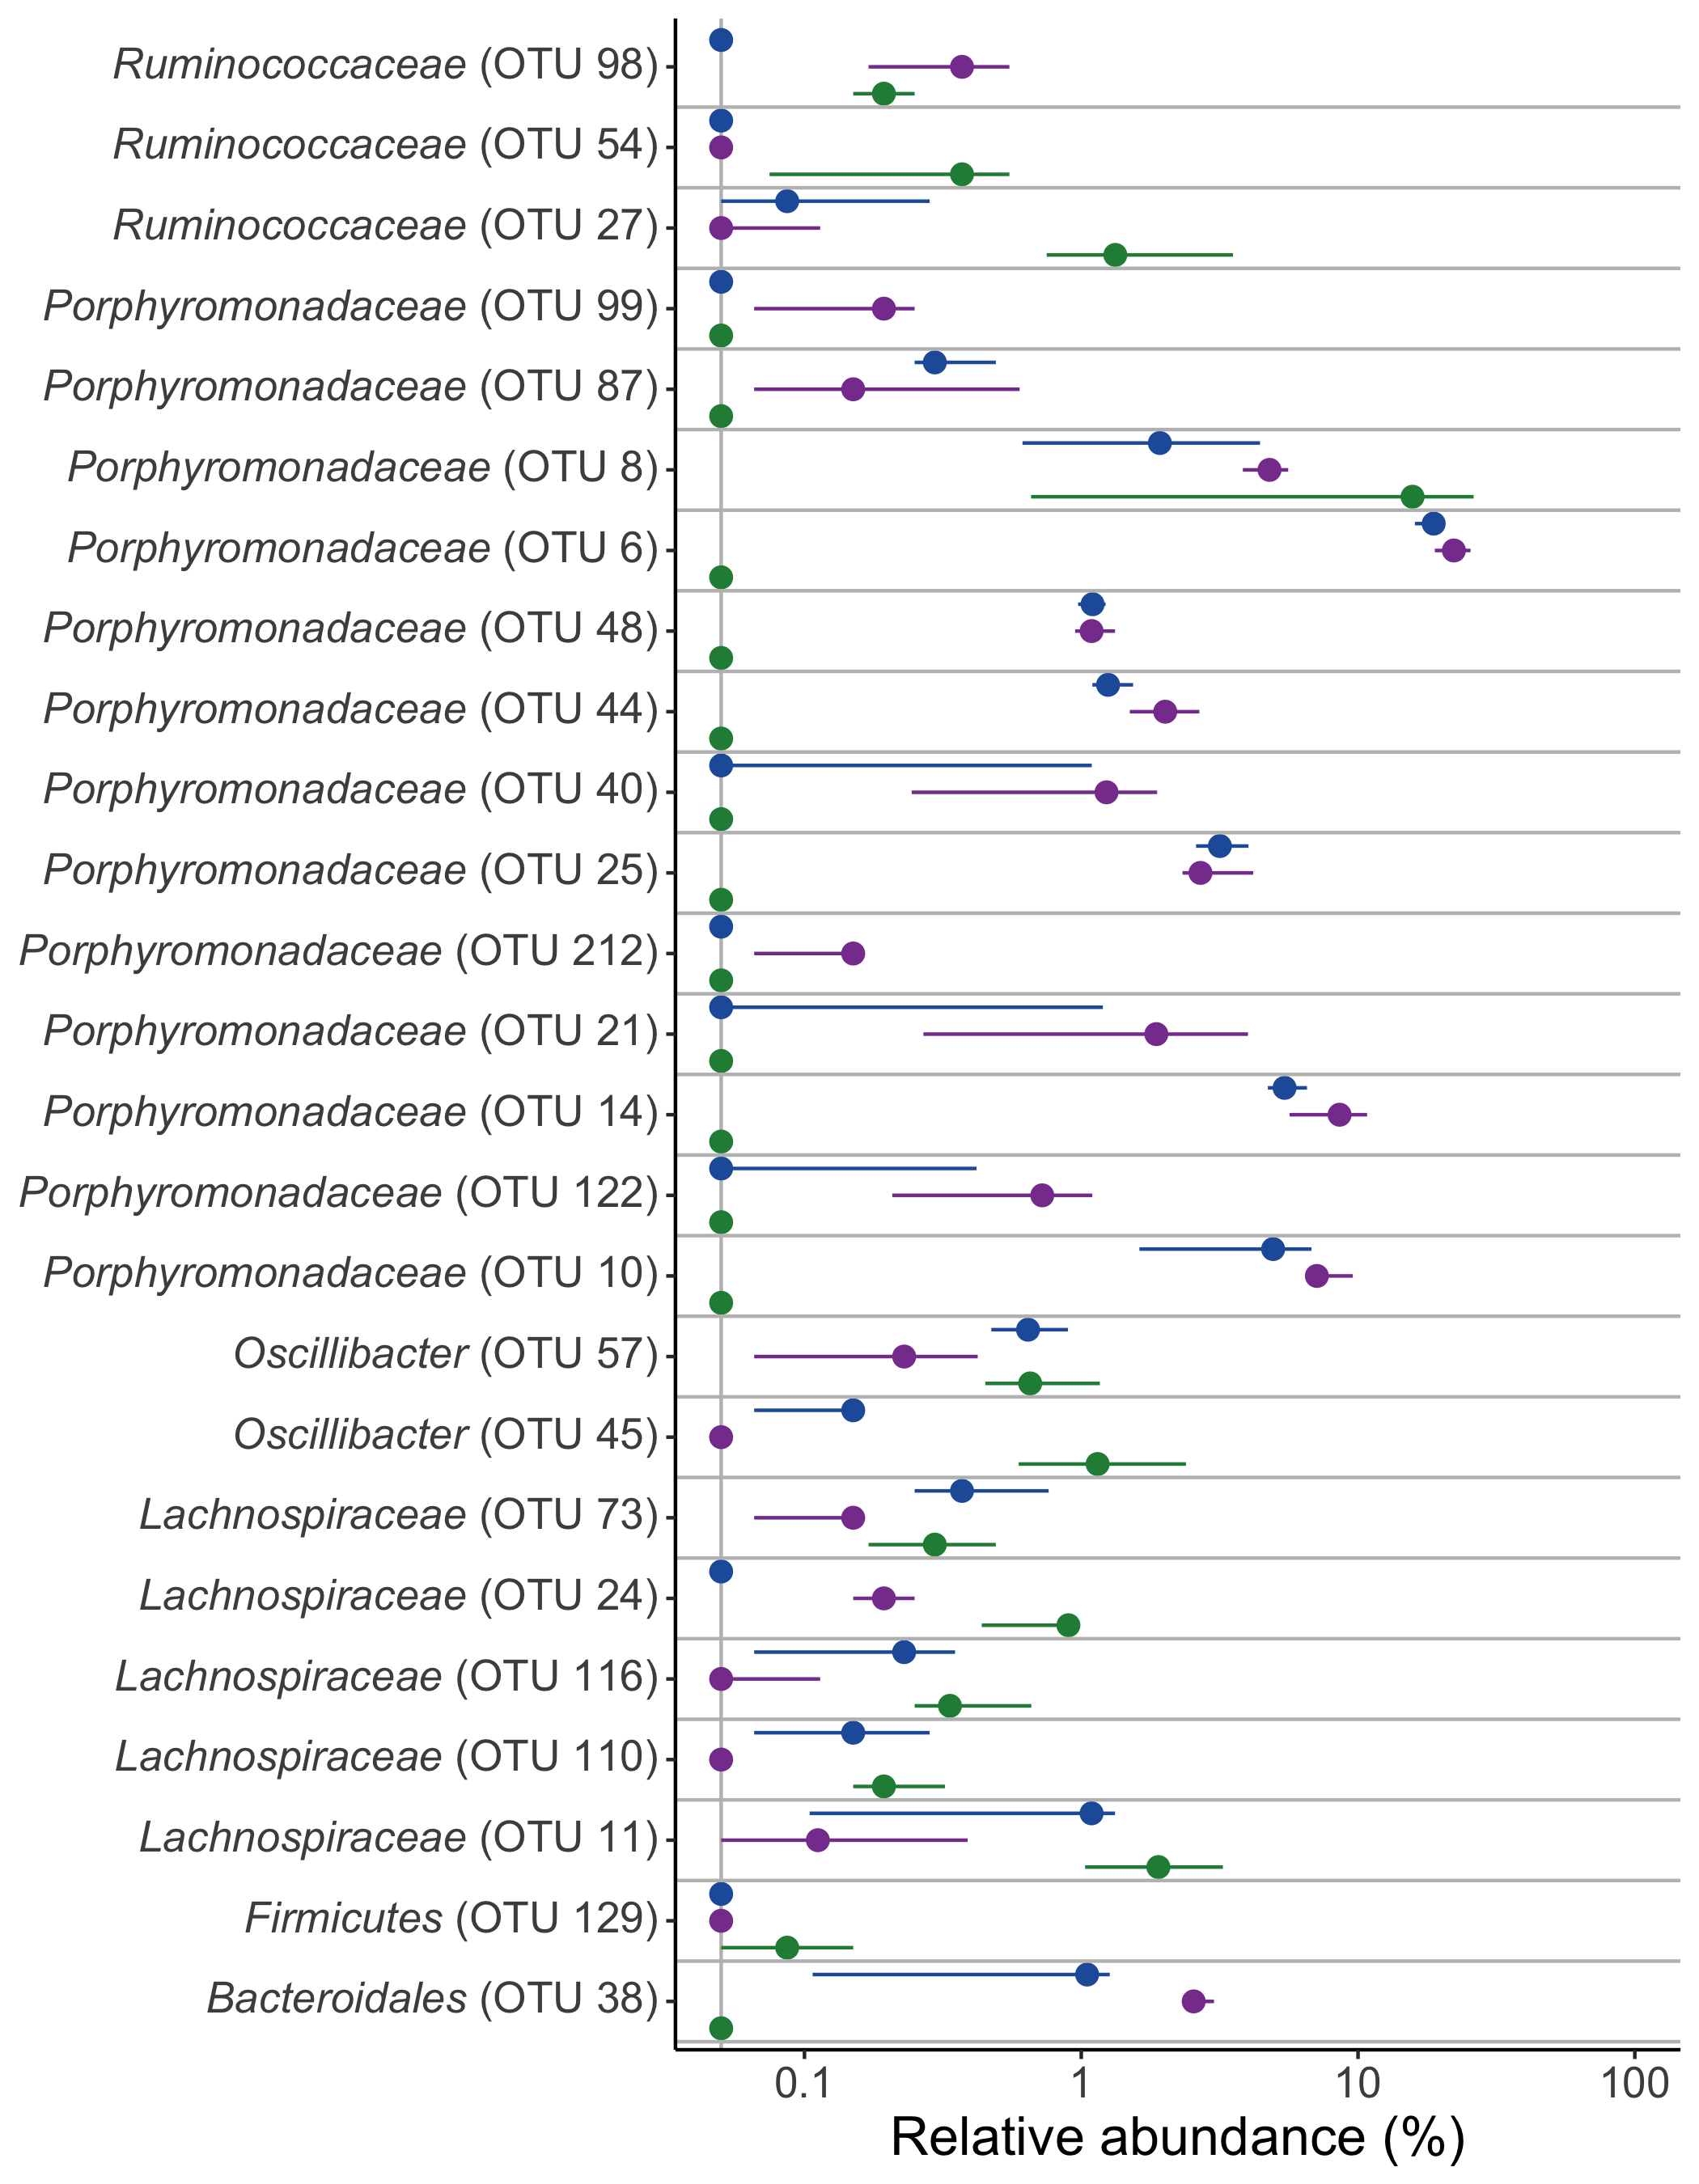 Ruminococcaceae (OTU 98)
Ruminococcaceae (OTU 54)
Ruminococcaceae (OTU 27)
Porphyromonadaceae (OTU 99)
Porphyromonadaceae (OTU 87)
Porphyromonadaceae (OTU 8)
Porphyromonadaceae (OTU 6)
Porphyromonadaceae (OTU 48)
Porphyromonadaceae (OTU 44)
Porphyromonadaceae (OTU 40)
Porphyromonadaceae (OTU 25)
Porphyromonadaceae (OTU 212)
Porphyromonadaceae (OTU 21)
Porphyromonadaceae (OTU 14)
Porphyromonadaceae (OTU 122)
Porphyromonadaceae (OTU 10)
Oscillibacter (OTU 57)
Oscillibacter (OTU 45)
Lachnospiraceae (OTU 73)
Lachnospiraceae (OTU 24)
Lachnospiraceae (OTU 116)
Lachnospiraceae (OTU 110)
Lachnospiraceae (OTU 11)
Firmicutes (OTU 129)
Bacteroidales (OTU 38)
0.1 1 10 100
Relative abundance (%)